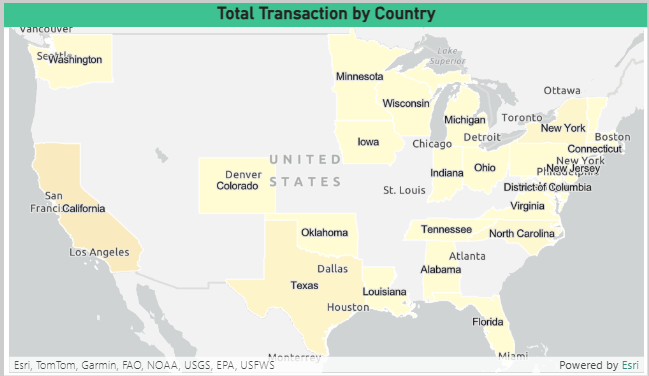 Total Transaction by Country
Vancouver
Seattle
Washington
Lake
Superior
Minnesota
Ottawa
Wisconsin
Michigan
Toronto
New York
Iowa
Chicago
Detroit
Boston
Connecticut
UNITED
STATES
Denver
Colorado
Indiana
Ohio
New York
New Jersey
Philadelphia
St. Louis
District of Columbia
San
Francisco
California
Virginia
Los Angeles
Oklahoma
Tennessee
North Carolina
Dallas
Atlanta
Alabama
Texas
Louisiana
Houston
Florida
Monterrey
Miami
Esri, TomTom, Garmin, FAO, NOAA, USGS, EPA, USFWS
Powered by Esri